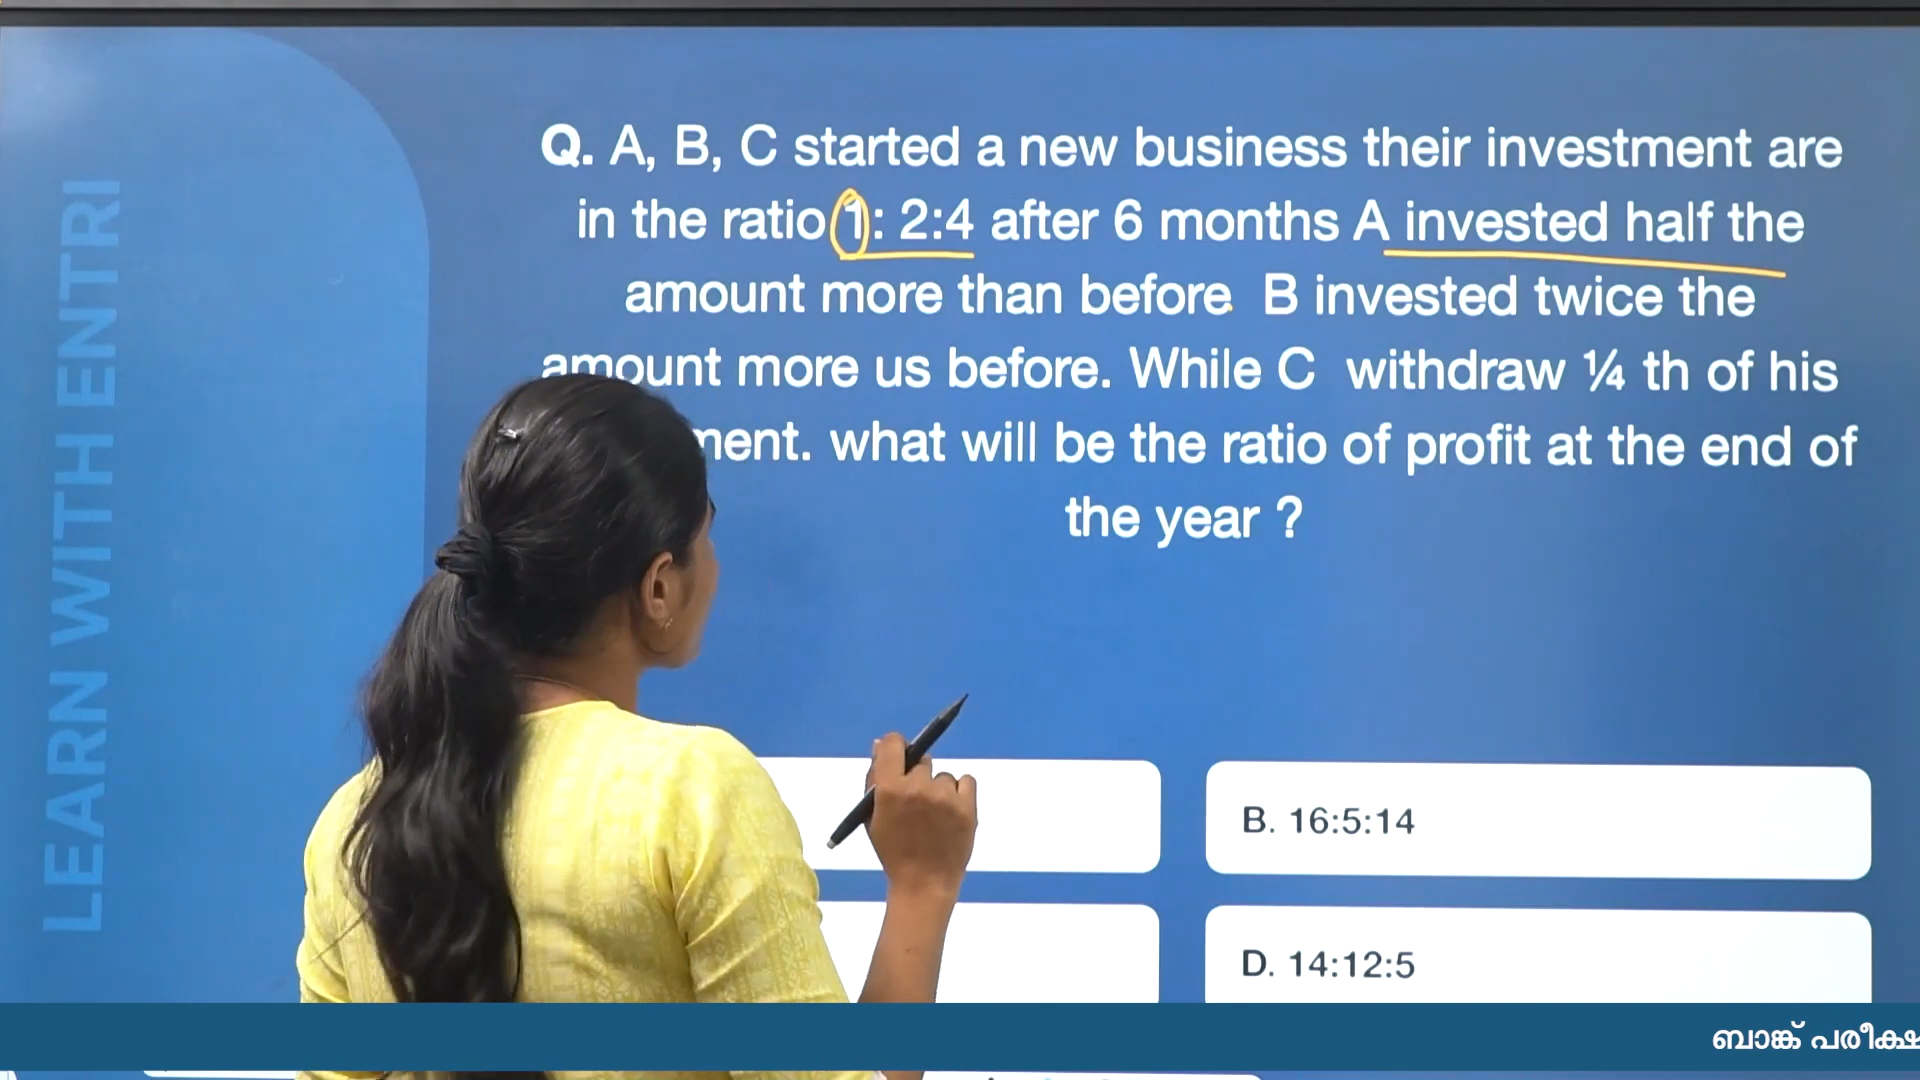 LEARN WITH ENTRI
Q. A, B, C started a new business their investment are
in the ratio 1: 2:4 after 6 months A invested half the
amount more than before B invested twice the
amount more us before. While C withdraw ¼ th of his
ment. what will be the ratio of profit at the end of
the year ?
B. 16:5:14
D. 14:12:5
ബാങ്ക് പരീക്ഷ